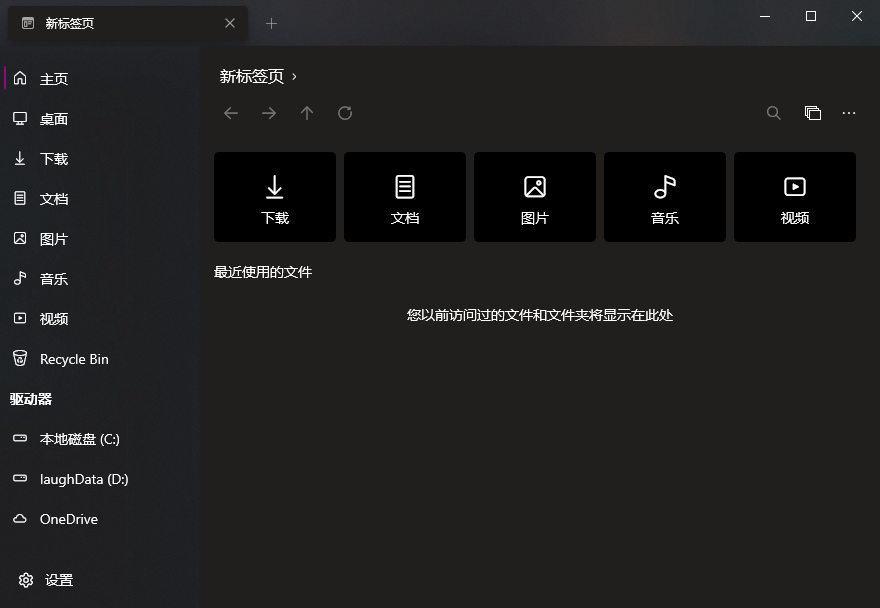 新标签页
主页
桌面
下载
文档
图片
音乐
视频
Recycle Bin
驱动器
本地磁盘 (C:)
laughData (D:)
OneDrive
设置
新标签页
下载
文档
图片
音乐
视频
最近使用的文件
您以前访问过的文件和文件夹将显示在此处